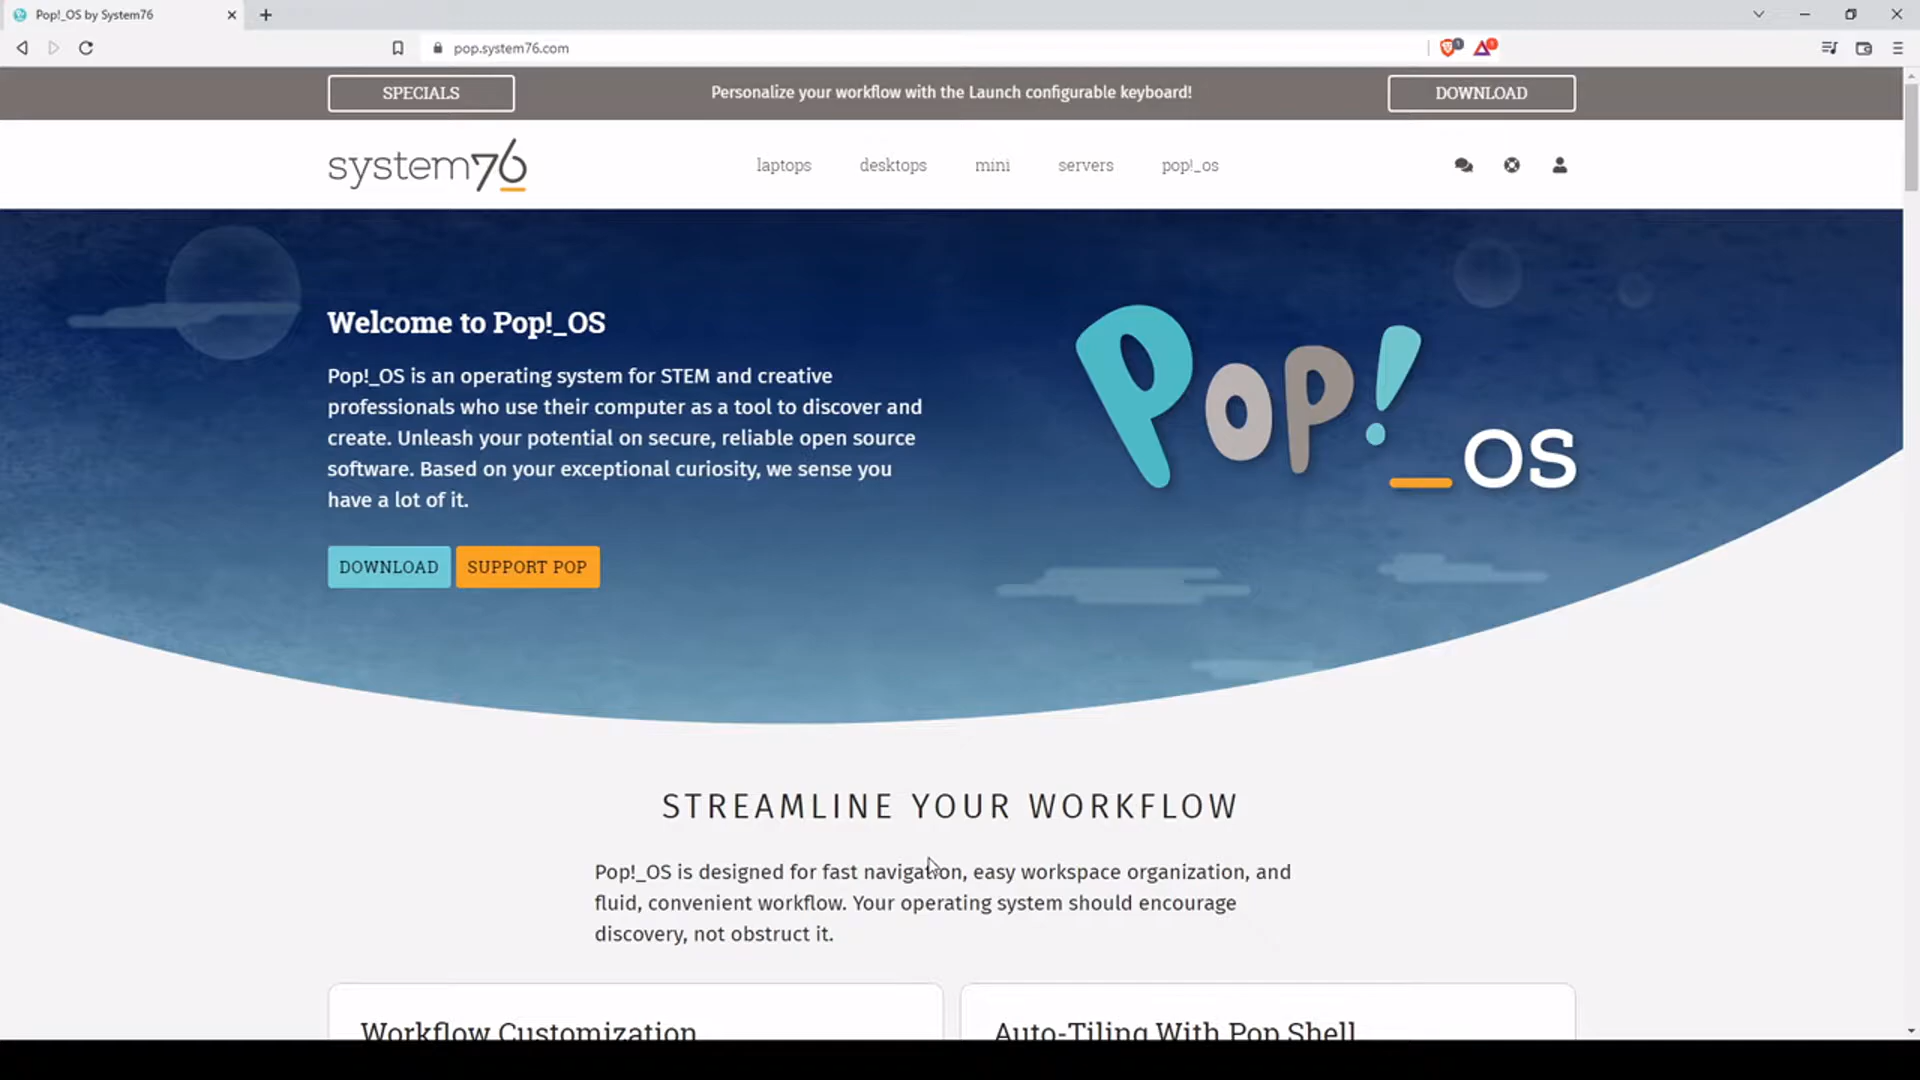 Pop!_OS by System76
pop.system76.com
SPECIALS
Personalize your workflow with the Launch configurable keyboard!
DOWNLOAD
system76
laptops
desktops
mini
servers
pop!_os
Welcome to Pop!_OS
Pop!_OS is an operating system for STEM and creative
professionals who use their computer as a tool to discover and
create. Unleash your potential on secure, reliable open source
software. Based on your exceptional curiosity, we sense you
have a lot of it.
DOWNLOAD
SUPPORT POP
Pop!_OS
STREAMLINE YOUR WORKFLOW
Pop!_OS is designed for fast navigation, easy workspace organization, and
fluid, convenient workflow. Your operating system should encourage
discovery, not obstruct it.
Workflow Customization
Auto-Tiling With Pop Shell